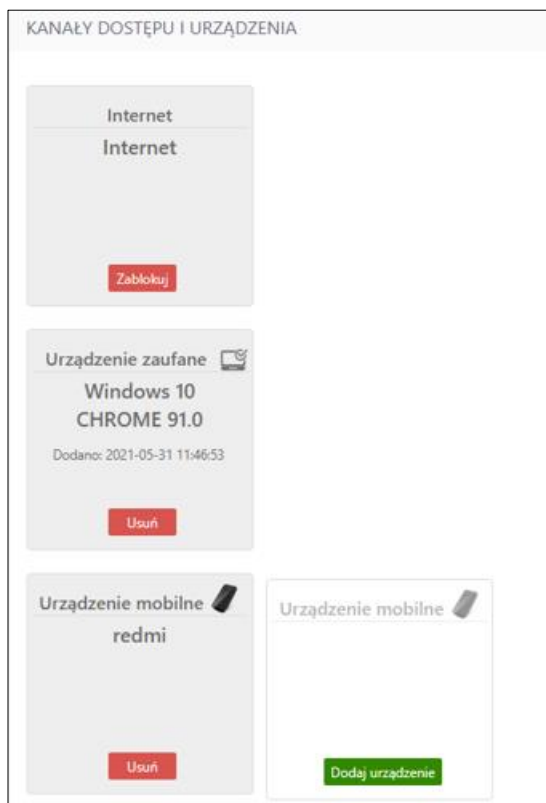 KANAŁY DOSTĘPU I URZĄDZENIA
Internet
Internet
Zablokuj
Urządzenie zaufane
Windows 10
CHROME 91.0
Dodano: 2021-05-31 11:46:53
Usuń
Urządzenie mobilne
redmi
Usuń
Urządzenie mobilne
Dodaj urządzenie